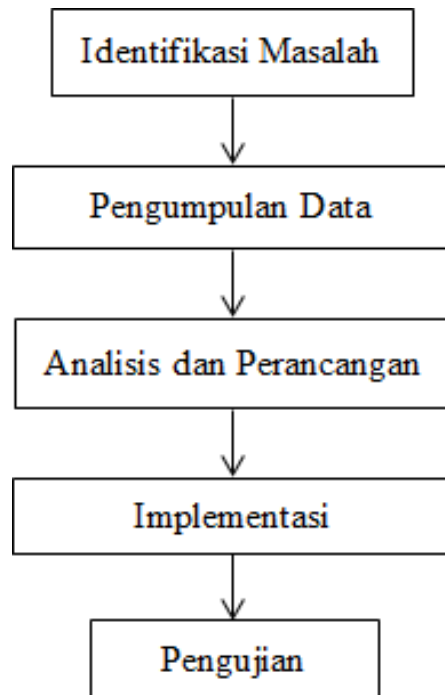 Identifikasi Masalah
Pengumpulan Data
Analisis dan Perancangan
Implementasi
Pengujian